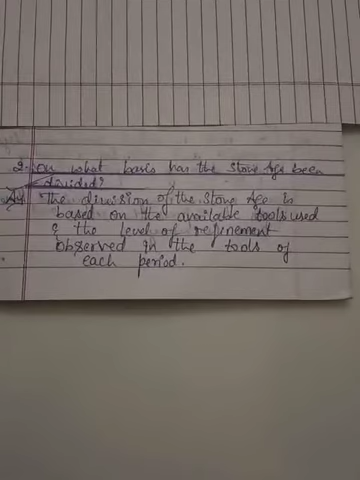 2. On what basis has the Stone Age been
divided?
Ans The division of the Stone Age is
based on the available tools used
& the level of refinement
observed in the tools of
each period.